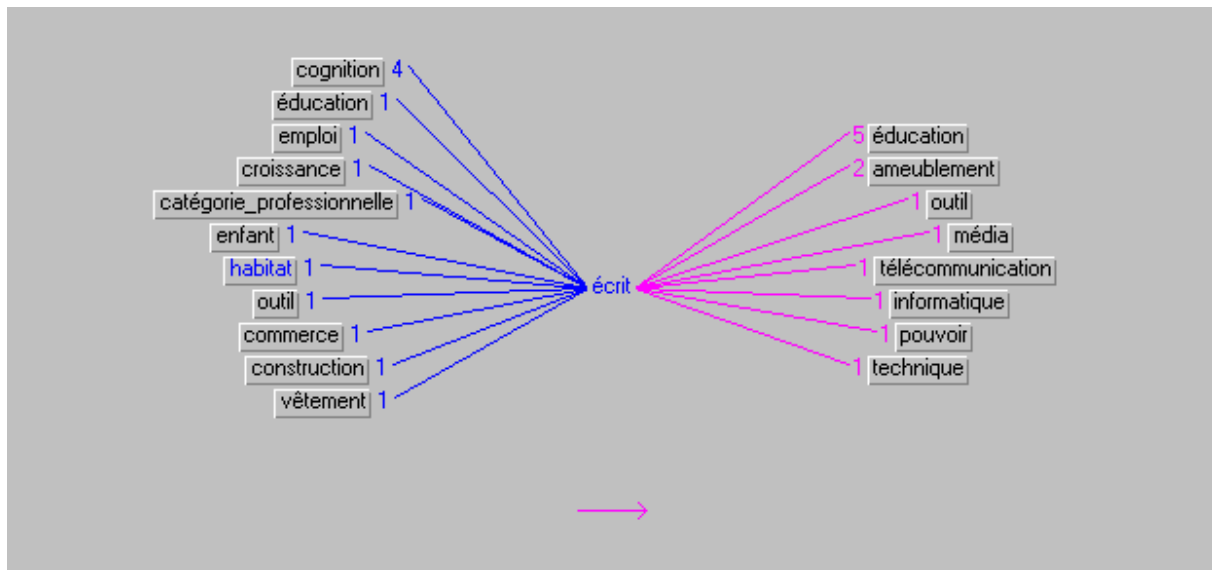 cognition 4
éducation 1
emploi 1
croissance 1
catégorie_professionnelle 1
enfant 1
habitat 1
outil 1
commerce 1
construction 1
vêtement 1
écrit
5 éducation
2 ameublement
1 outil
1 média
1 télécommunication
1 informatique
1 pouvoir
1 technique